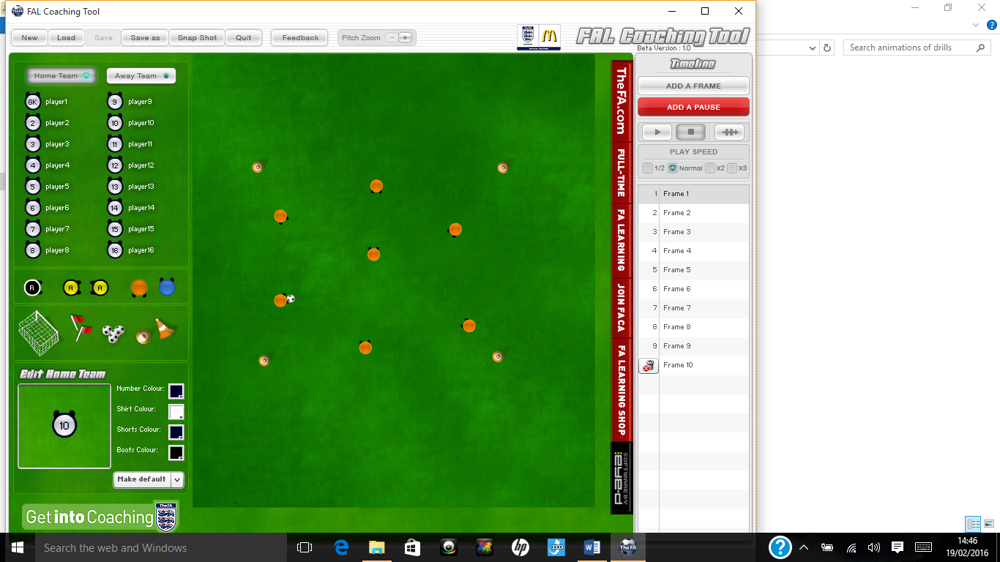 FAL Coaching Tool
New Load Save Save as Snap Shot Quit Feedback Pitch Zoom - +
FAL Coaching Tool
Beta Version : 1.0
Search animations of drills
Home Team Away Team
GK player1 9 player9
2 player2 10 player10
3 player3 11 player11
4 player4 12 player12
5 player5 13 player13
6 player6 14 player14
7 player7 15 player15
8 player8 16 player16
R A A
Edit Home Team
10
Number Colour:
Shirt Colour:
Shorts Colour:
Boots Colour:
Make default
Get into Coaching
TheFA
TheFA.com
FULL-TIME
FA LEARNING
JOIN FACA
FA LEARNING SHOP
SOFTWARE BY
Timeline
ADD A FRAME
ADD A PAUSE
PLAY SPEED
1/2 Normal X2 X3
1 Frame 1
2 Frame 2
3 Frame 3
4 Frame 4
5 Frame 5
6 Frame 6
7 Frame 7
8 Frame 8
9 Frame 9
Frame 10
Search the web and Windows
hp
TheFA
14:46
19/02/2016